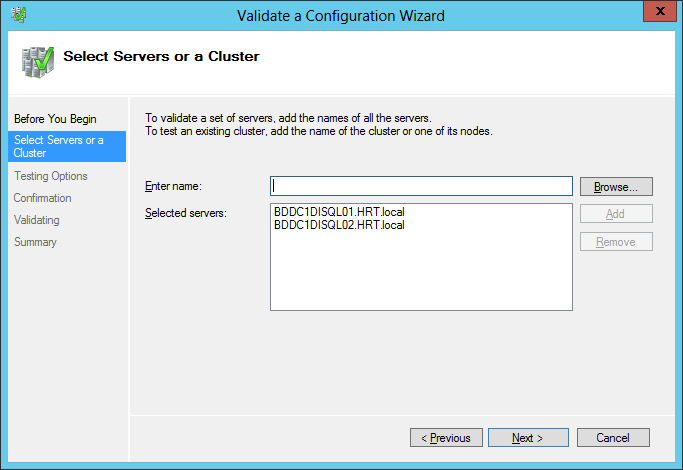 Validate a Configuration Wizard
x
Select Servers or a Cluster
Before You Begin
Select Servers or a
Cluster
Testing Options
Confirmation
Validating
Summary
To validate a set of servers, add the names of all the servers.
To test an existing cluster, add the name of the cluster or one of its nodes.
Enter name:
Browse...
Selected servers:
BDDC1DISQL01.HRT.local
BDDC1DISQL02.HRT.local
Add
Remove
< Previous
Next >
Cancel